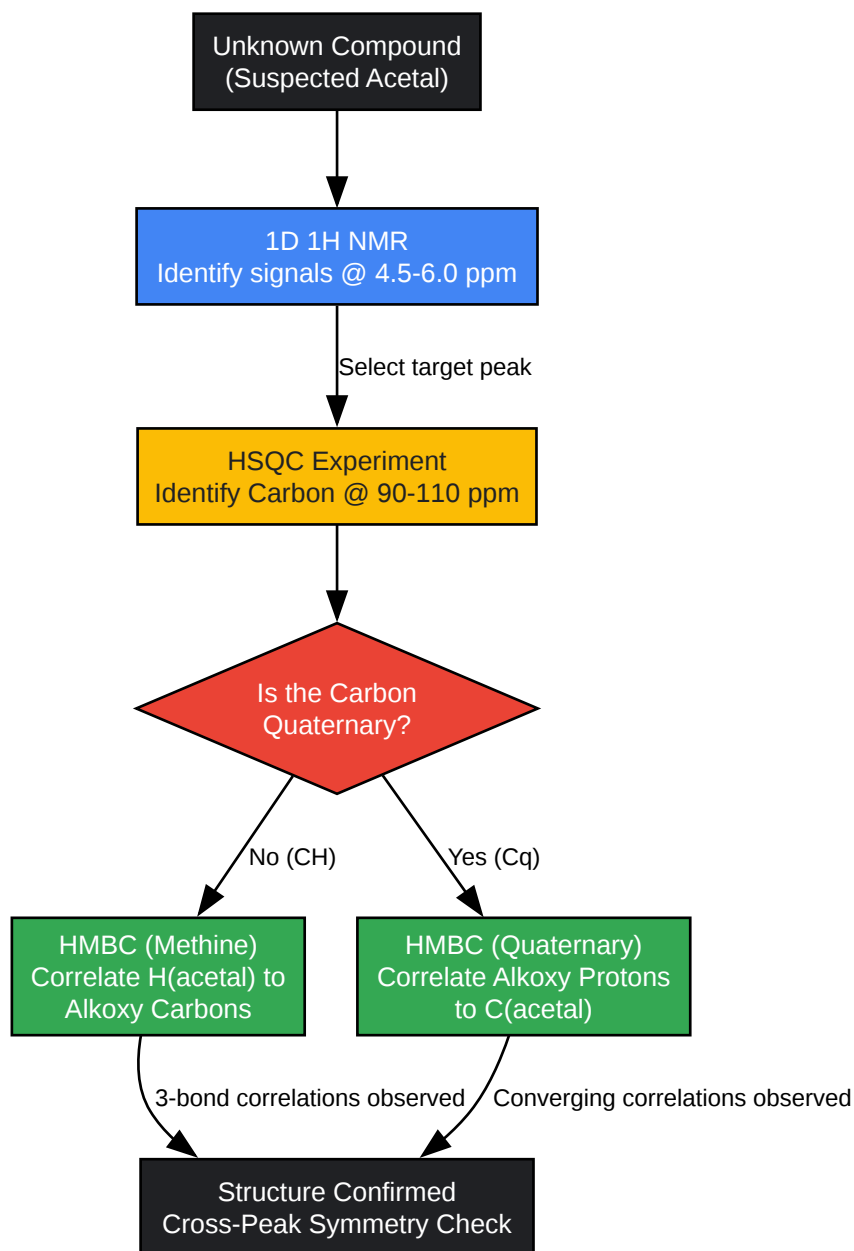 Unknown Compound
(Suspected Acetal)
1D 1H NMR
Identify signals @ 4.5-6.0 ppm
Select target peak
HSQC Experiment
Identify Carbon @ 90-110 ppm
Is the Carbon
Quaternary?
No (CH)
Yes (Cq)
HMBC (Methine)
Correlate H(acetal) to
Alkoxy Carbons
HMBC (Quaternary)
Correlate Alkoxy Protons
to C(acetal)
3-bond correlations observed
Converging correlations observed
Structure Confirmed
Cross-Peak Symmetry Check